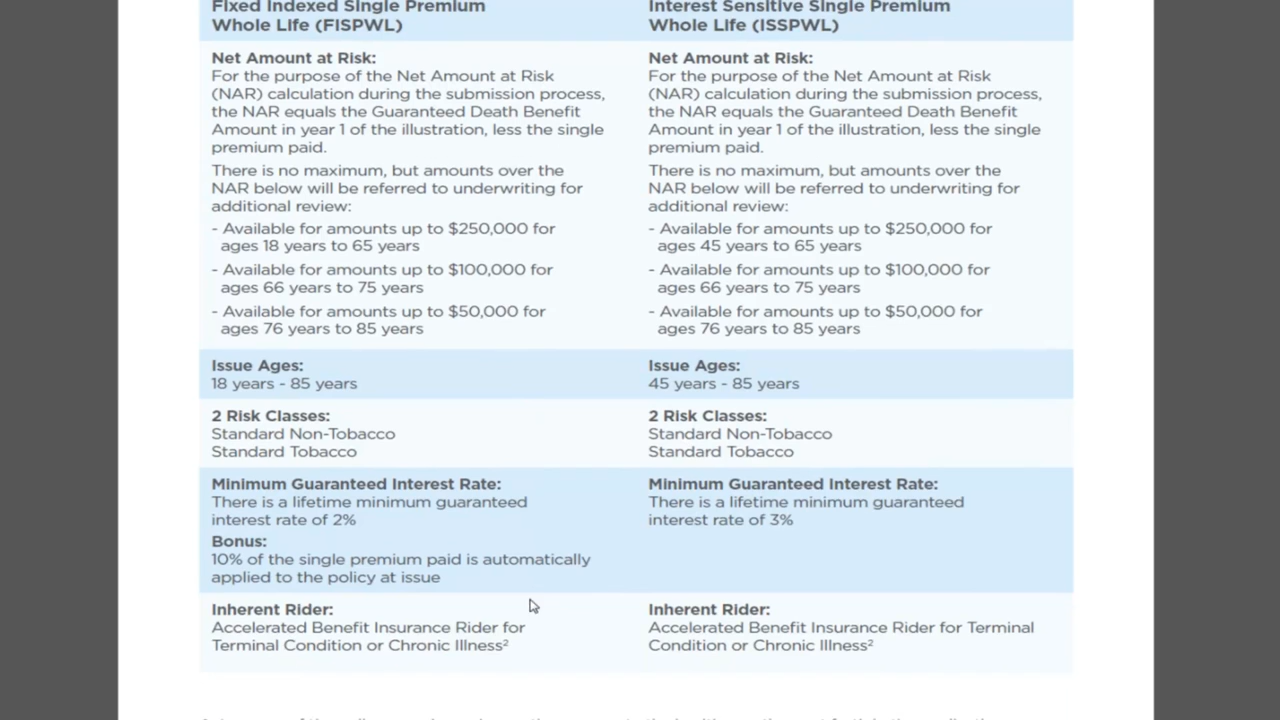 Fixed Indexed Single Premium
Whole Life (FISPWL)
Net Amount at Risk:
For the purpose of the Net Amount at Risk
(NAR) calculation during the submission process,
the NAR equals the Guaranteed Death Benefit
Amount in year 1 of the illustration, less the single
premium paid.
There is no maximum, but amounts over the
NAR below will be referred to underwriting for
additional review:
- Available for amounts up to $250,000 for
ages 18 years to 65 years
- Available for amounts up to $100,000 for
ages 66 years to 75 years
- Available for amounts up to $50,000 for
ages 76 years to 85 years
Issue Ages:
18 years - 85 years
2 Risk Classes:
Standard Non-Tobacco
Standard Tobacco
Minimum Guaranteed Interest Rate:
There is a lifetime minimum guaranteed
interest rate of 2%
Bonus:
10% of the single premium paid is automatically
applied to the policy at issue
Inherent Rider:
Accelerated Benefit Insurance Rider for
Terminal Condition or Chronic Illness²
Interest Sensitive Single Premium
Whole Life (ISSPWL)
Net Amount at Risk:
For the purpose of the Net Amount at Risk
(NAR) calculation during the submission process,
the NAR equals the Guaranteed Death Benefit
Amount in year 1 of the illustration, less the single
premium paid.
There is no maximum, but amounts over the
NAR below will be referred to underwriting for
additional review:
- Available for amounts up to $250,000 for
ages 45 years to 65 years
- Available for amounts up to $100,000 for
ages 66 years to 75 years
- Available for amounts up to $50,000 for
ages 76 years to 85 years
Issue Ages:
45 years - 85 years
2 Risk Classes:
Standard Non-Tobacco
Standard Tobacco
Minimum Guaranteed Interest Rate:
There is a lifetime minimum guaranteed
interest rate of 3%
Inherent Rider:
Accelerated Benefit Insurance Rider for Terminal
Condition or Chronic Illness²